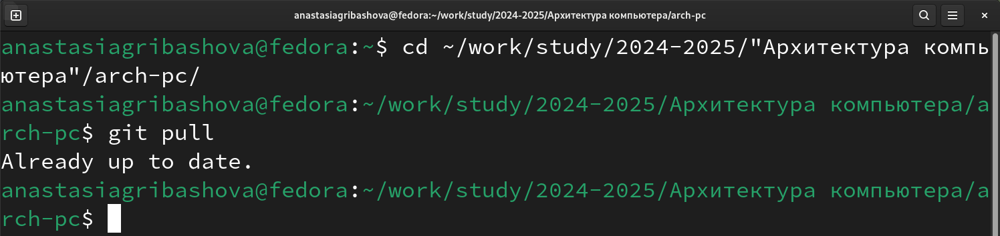 anastasiagribashova@fedora:~/work/study/2024-2025/Архитектура компьютера/arch-pc
anastasiagribashova@fedora:~$ cd ~/work/study/2024-2025/"Архитектура компь
ютера"/arch-pc/
anastasiagribashova@fedora:~/work/study/2024-2025/Архитектура компьютера/a
rch-pc$ git pull
Already up to date.
anastasiagribashova@fedora:~/work/study/2024-2025/Архитектура компьютера/a
rch-pc$